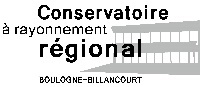 Conservatoire
à rayonnement
régional
BOULOGNE-BILLANCOURT